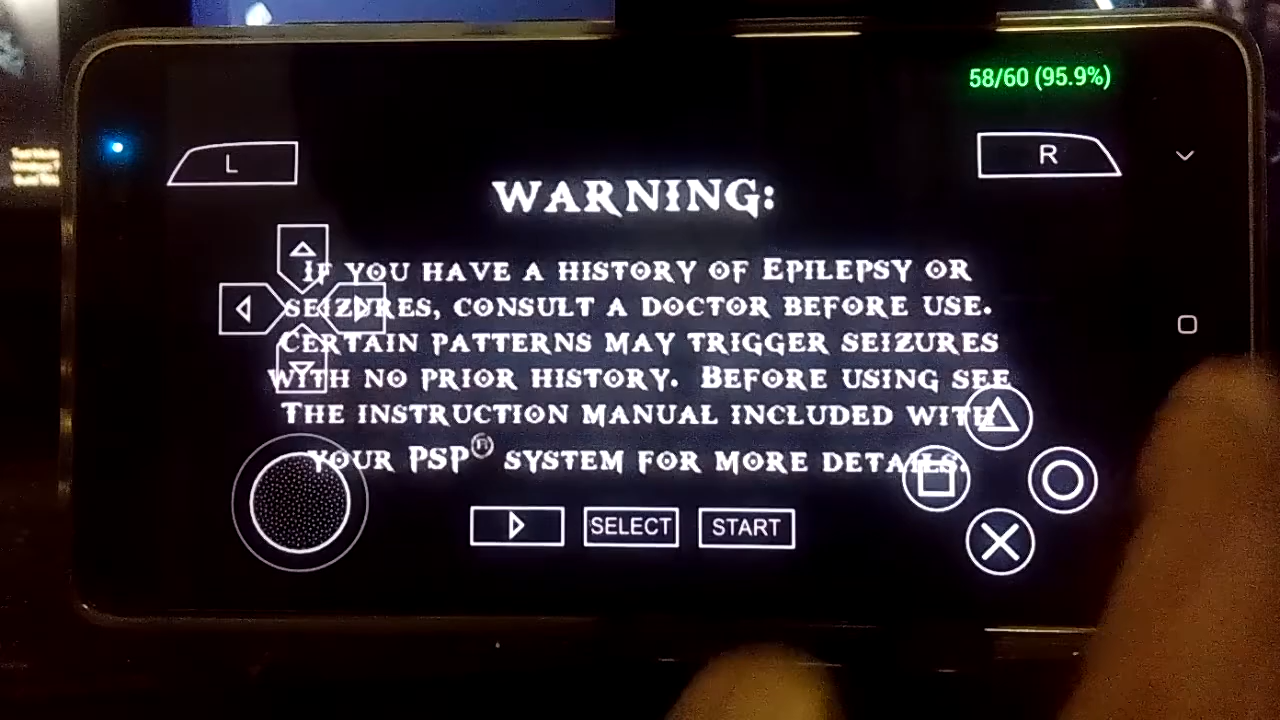 58/60 (95.9%)
L
R
WARNING:
IF YOU HAVE A HISTORY OF EPILEPSY OR
SEIZURES, CONSULT A DOCTOR BEFORE USE.
CERTAIN PATTERNS MAY TRIGGER SEIZURES
WITH NO PRIOR HISTORY. BEFORE USING SEE
THE INSTRUCTION MANUAL INCLUDED WITH
YOUR PSP® SYSTEM FOR MORE DETAILS.
SELECT
START